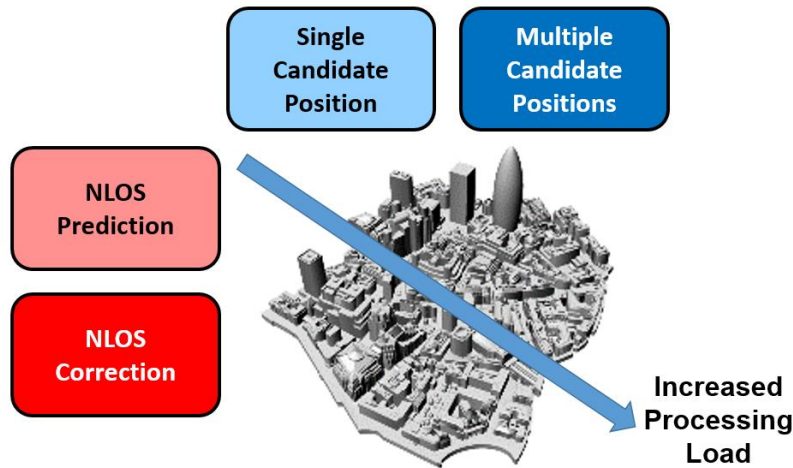 Single
Candidate
Position
Multiple
Candidate
Positions
NLOS
Prediction
NLOS
Correction
Increased
Processing
Load